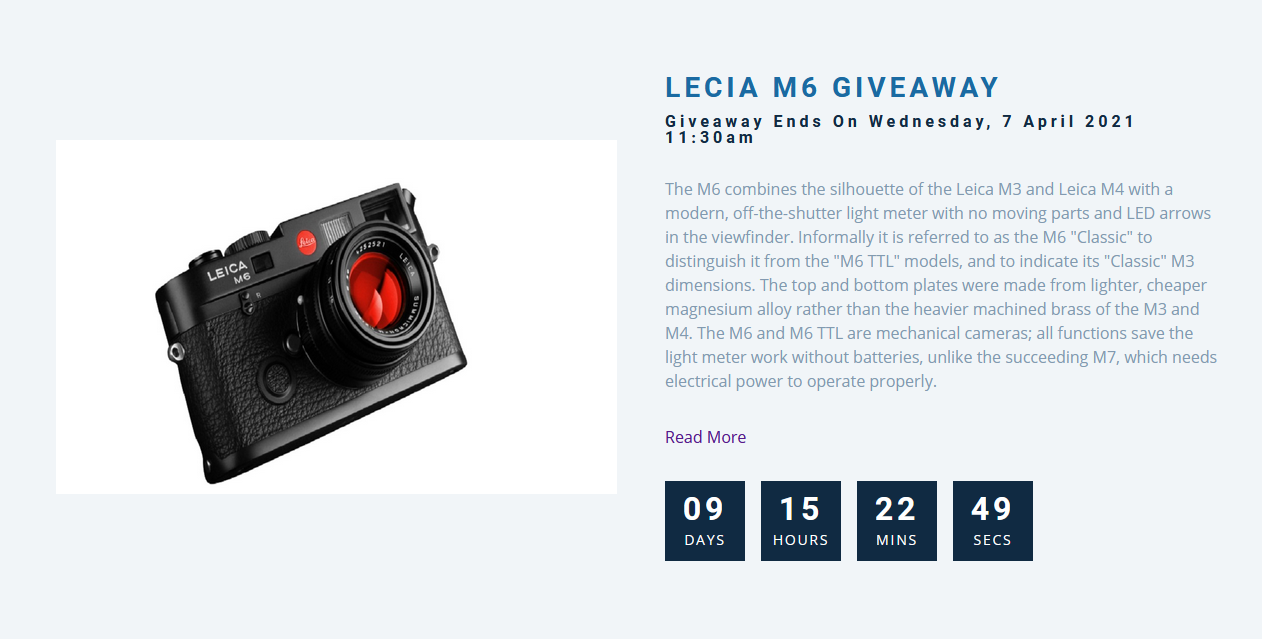 LECIA M6 GIVEAWAY
Giveaway Ends On Wednesday, 7 April 2021
11:30am
The M6 combines the silhouette of the Leica M3 and Leica M4 with a
modern, off-the-shutter light meter with no moving parts and LED arrows
in the viewfinder. Informally it is referred to as the M6 "Classic" to
distinguish it from the "M6 TTL" models, and to indicate its "Classic" M3
dimensions. The top and bottom plates were made from lighter, cheaper
magnesium alloy rather than the heavier machined brass of the M3 and
M4. The M6 and M6 TTL are mechanical cameras; all functions save the
light meter work without batteries, unlike the succeeding M7, which needs
electrical power to operate properly.
Read More
09 15 22 49
DAYS HOURS MINS SECS
LEICA
M6
Leica
R
LEICA